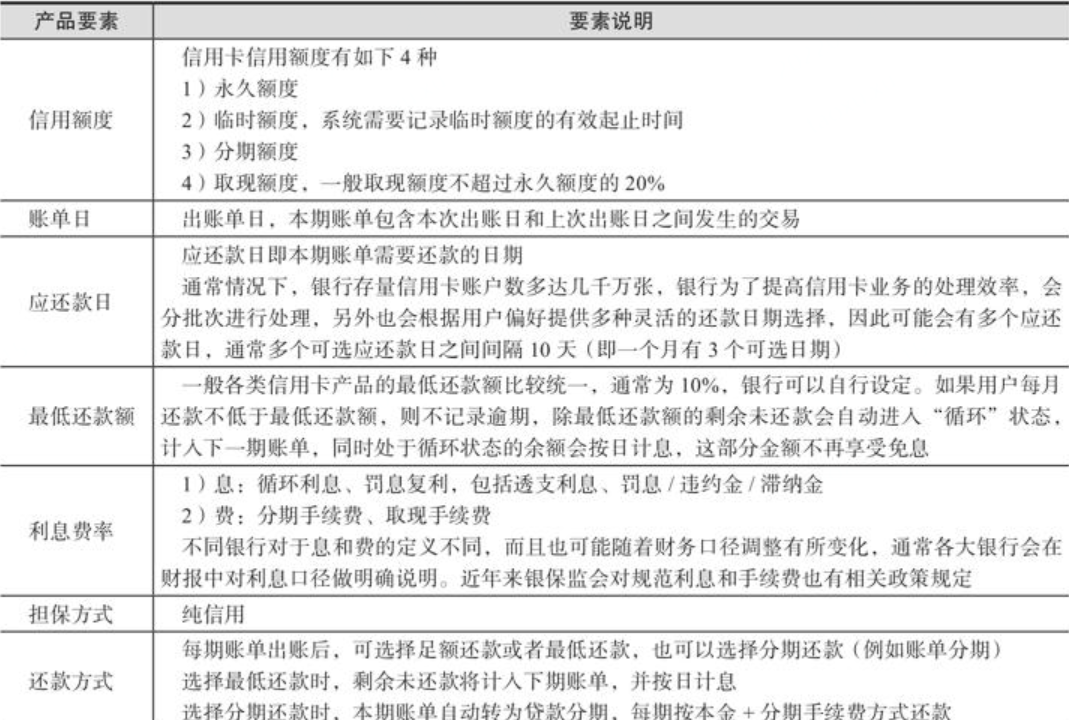 产品要素 要素说明
信用卡信用额度有如下 4 种
1）永久额度
信用额度 2）临时额度，系统需要记录临时额度的有效起止时间
3）分期额度
4）取现额度，一般取现额度不超过永久额度的 20%
账单日 出账单日，本期账单包含本次出账日和上次出账日之间发生的交易
应还款日即本期账单需要还款的日期
通常情况下，银行存量信用卡账户数多达几千万张，银行为了提高信用卡业务的处理效率，会
应还款日
分批次进行处理，另外也会根据用户偏好提供多种灵活的还款日期选择，因此可能会有多个应还
款日，通常多个可选应还款日之间间隔 10 天（即一个月有 3 个可选日期）
一般各类信用卡产品的最低还款额比较统一，通常为 10%，银行可以自行设定。如果用户每月
最低还款额 还款不低于最低还款额，则不记录逾期，除最低还款额的剩余未还款会自动进入“循环”状态，
计入下一期账单，同时处于循环状态的余额会按日计息，这部分金额不再享受免息
1）息：循环利息、罚息复利，包括透支利息、罚息 / 违约金 / 滞纳金
2）费：分期手续费、取现手续费
利息费率
不同银行对于息和费的定义不同，而且也可能随着财务口径调整有所变化，通常各大银行会在
财报中对利息口径做明确说明。近年来银保监会对规范利息和手续费也有相关政策规定
担保方式 纯信用
每期账单出账后，可选择足额还款或者最低还款，也可以选择分期还款（例如账单分期）
还款方式 选择最低还款时，剩余未还款将计入下期账单，并按日计息
选择分期还款时，本期账单自动转为贷款分期，每期按本金 + 分期手续费方式还款